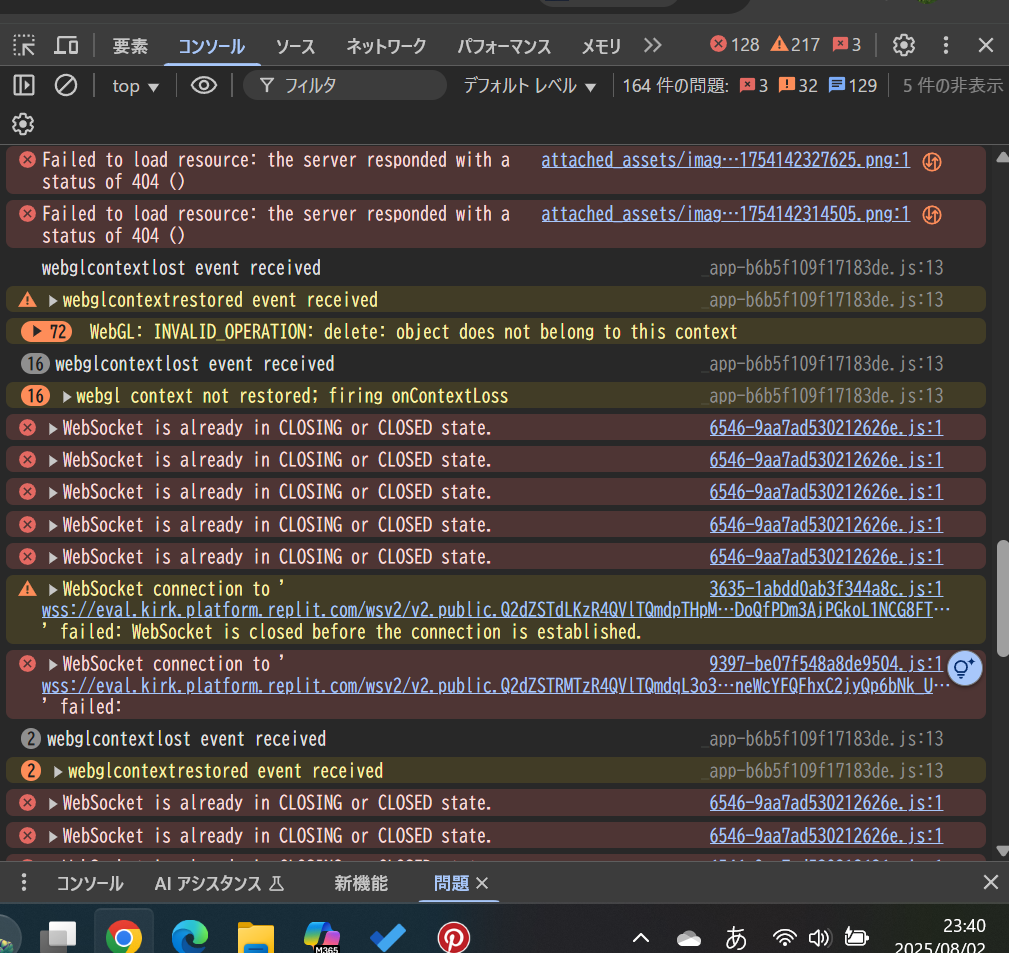 要素 コンソール ソース ネットワーク パフォーマンス メモリ 128 217 3
top フィルタ デフォルト レベル 164 件の問題: 3 32 129 5 件の非表示
Failed to load resource: the server responded with a attached_assets/imag…1754142327625.png:1
status of 404 ()
Failed to load resource: the server responded with a attached_assets/imag…1754142314505.png:1
status of 404 ()
webglcontextlost event received _app-b6b5f109f17183de.js:13
webglcontextrestored event received _app-b6b5f109f17183de.js:13
72 WebGL: INVALID_OPERATION: delete: object does not belong to this context
16 webglcontextlost event received _app-b6b5f109f17183de.js:13
16 webgl context not restored; firing onContextLoss _app-b6b5f109f17183de.js:13
WebSocket is already in CLOSING or CLOSED state. 6546-9aa7ad530212626e.js:1
WebSocket is already in CLOSING or CLOSED state. 6546-9aa7ad530212626e.js:1
WebSocket is already in CLOSING or CLOSED state. 6546-9aa7ad530212626e.js:1
WebSocket is already in CLOSING or CLOSED state. 6546-9aa7ad530212626e.js:1
WebSocket is already in CLOSING or CLOSED state. 6546-9aa7ad530212626e.js:1
WebSocket connection to ' 3635-1abdd0ab3f344a8c.js:1
wss://eval.kirk.platform.replit.com/wsv2/v2.public.Q2dZSTdLKzR4QVlTQmdpTHpM…DoQfPDm3AjPGkoL1NCG8FT…
' failed: WebSocket is closed before the connection is established.
WebSocket connection to ' 9397-be07f548a8de9504.js:1
wss://eval.kirk.platform.replit.com/wsv2/v2.public.Q2dZSTRMTzR4QVlTQmdqL3o3…neWcYFQFhxC2jyQp6bNk_U…
' failed:
2 webglcontextlost event received _app-b6b5f109f17183de.js:13
2 webglcontextrestored event received _app-b6b5f109f17183de.js:13
WebSocket is already in CLOSING or CLOSED state. 6546-9aa7ad530212626e.js:1
WebSocket is already in CLOSING or CLOSED state. 6546-9aa7ad530212626e.js:1
コンソール AI アシスタンス 新機能 問題
M365 あ 23:40
2025/08/02